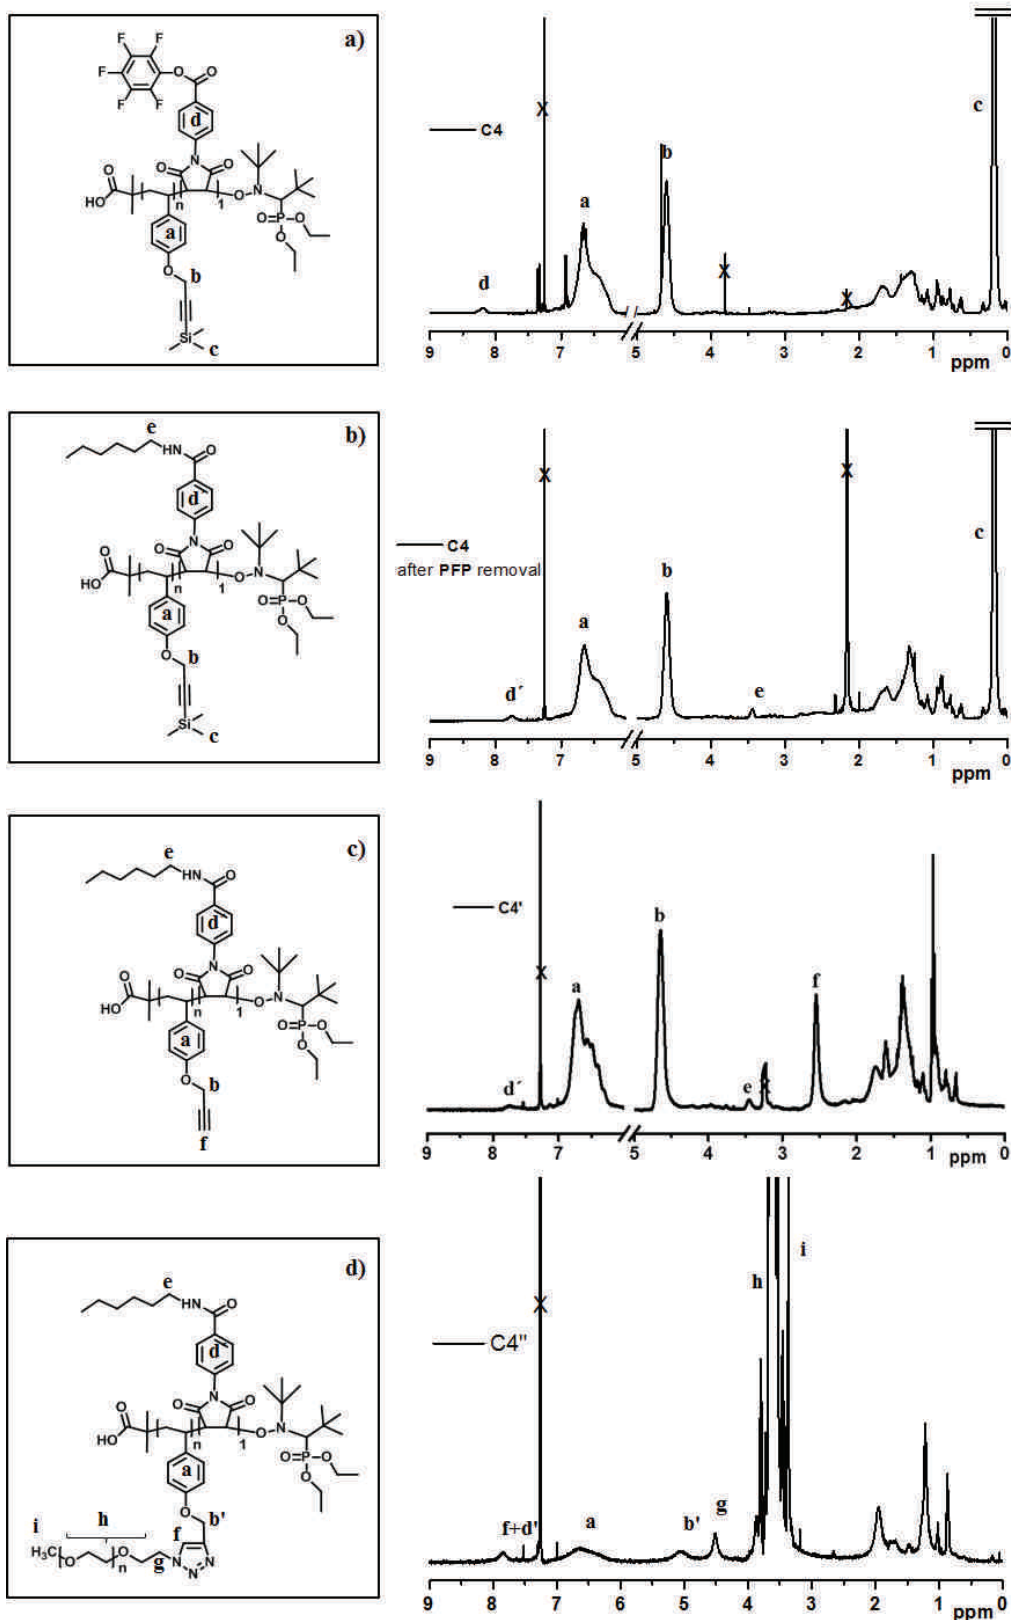 a)
F F
F O O
F F
d
N
O O
O
HO n 1 O N
a O=P-O
O
O b
Si
c
C4
X
d a b X X c
9 8 7 6 5 4 3 2 1 0
ppm
b)
e
HN O
d
N
O O
O
HO n 1 O N
a O=P-O
O
O b
Si
c
C4
after PFP removal
X
d´ a b e X c
9 8 7 6 5 4 3 2 1 0
ppm
c)
e
HN O
d
N
O O
O
HO n 1 O N
a O=P-O
O
O b
f
C4'
X
d´ a b e X f
9 8 7 6 5 4 3 2 1 0
ppm
d)
e
HN O
d
N
O O
O
HO n 1 O N
a O=P-O
O
O b'
i h f
H₃C O O n g N N=N
C4"
X
f+d' a b' g h i
9 8 7 6 5 4 3 2 1 0
ppm